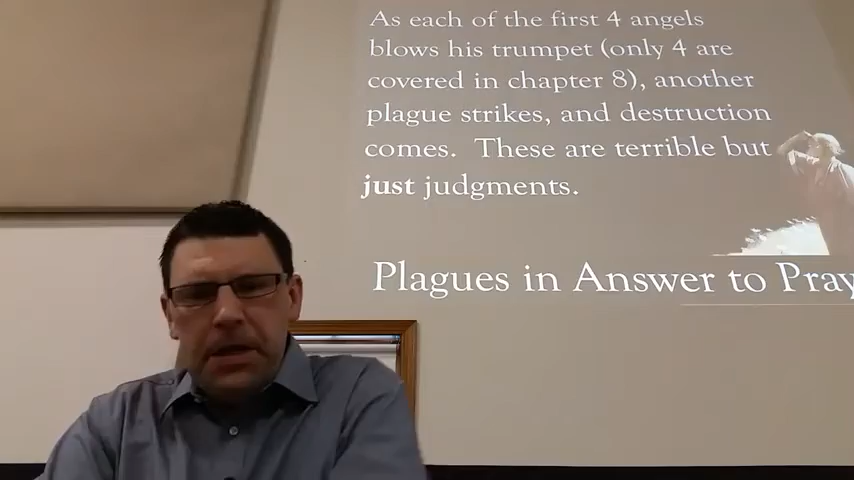 As each of the first 4 angels
blows his trumpet (only 4 are
covered in chapter 8), another
plague strikes, and destruction
comes. These are terrible but
just judgments.
Plagues in Answer to Pray